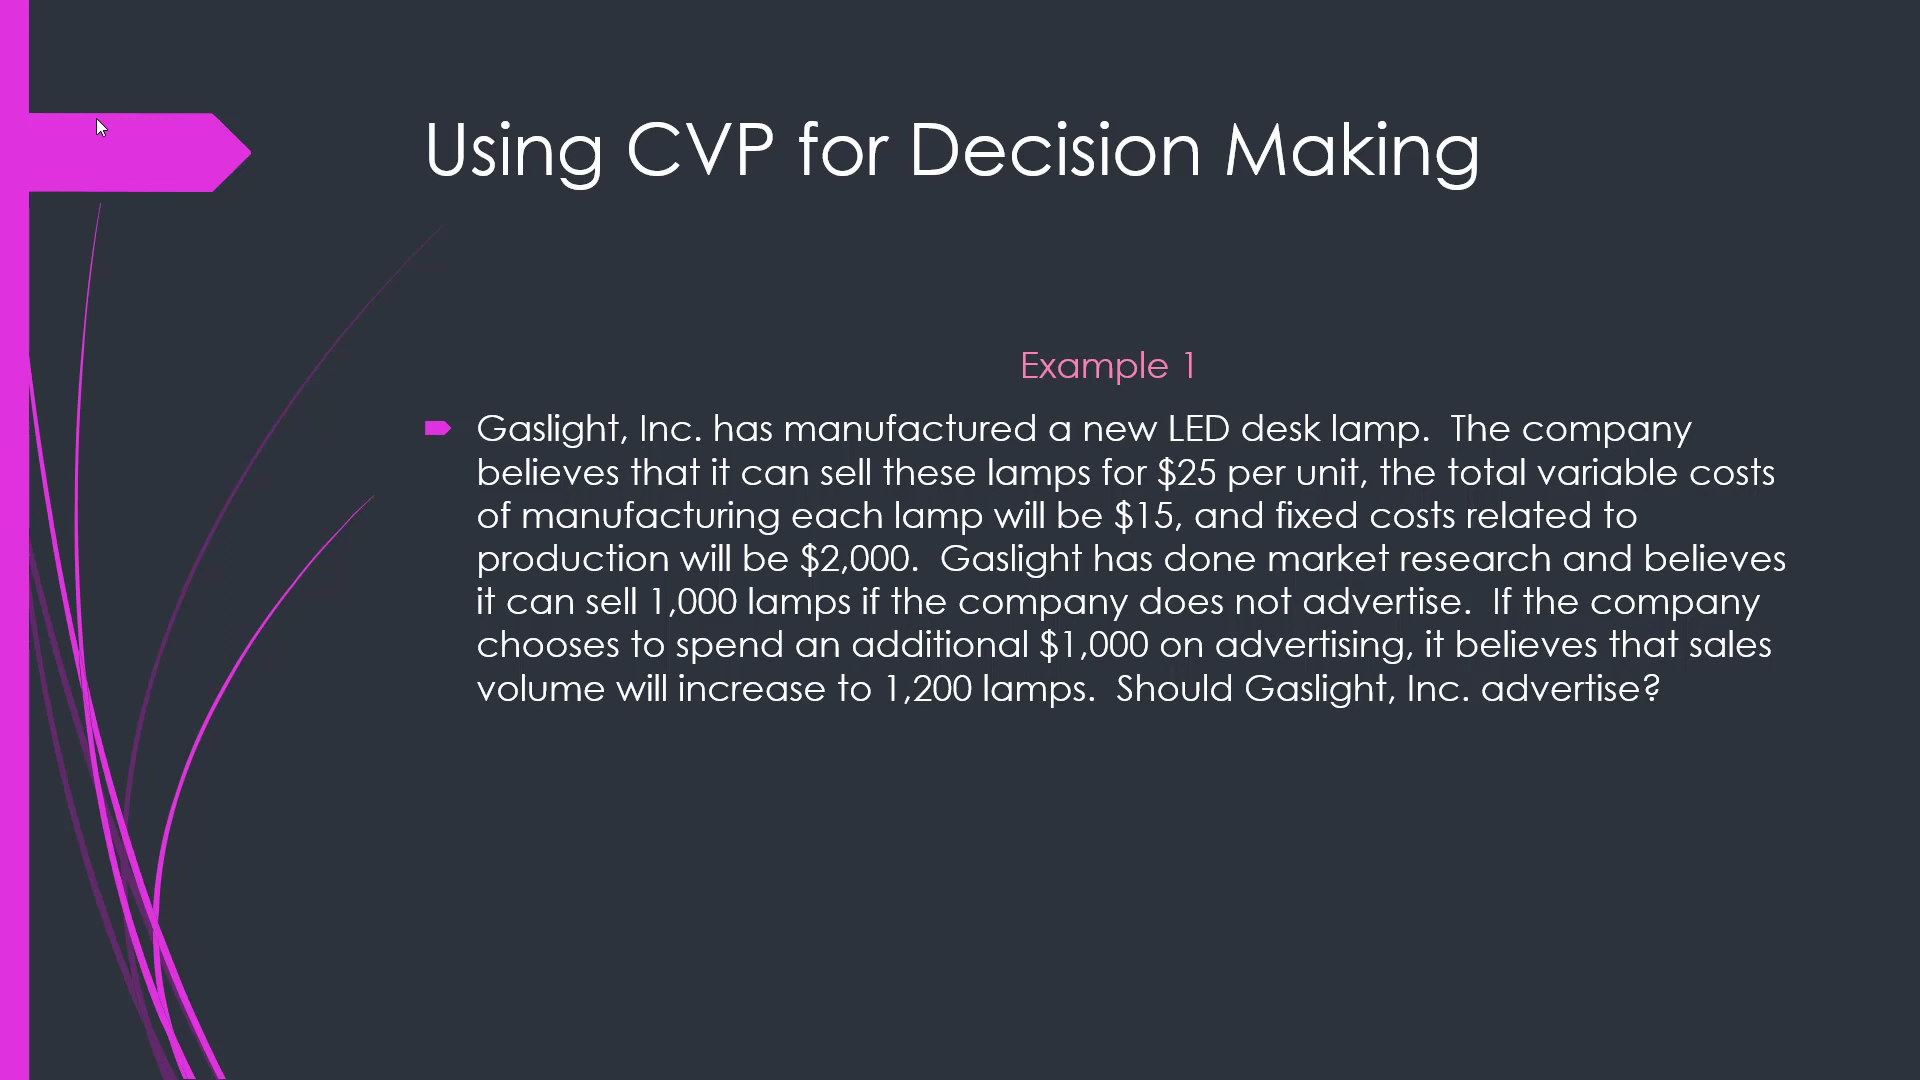 Using CVP for Decision Making
Example 1
Gaslight, Inc. has manufactured a new LED desk lamp.  The company
believes that it can sell these lamps for $25 per unit, the total variable costs
of manufacturing each lamp will be $15, and fixed costs related to
production will be $2,000.  Gaslight has done market research and believes
it can sell 1,000 lamps if the company does not advertise.  If the company
chooses to spend an additional $1,000 on advertising, it believes that sales
volume will increase to 1,200 lamps.  Should Gaslight, Inc. advertise?